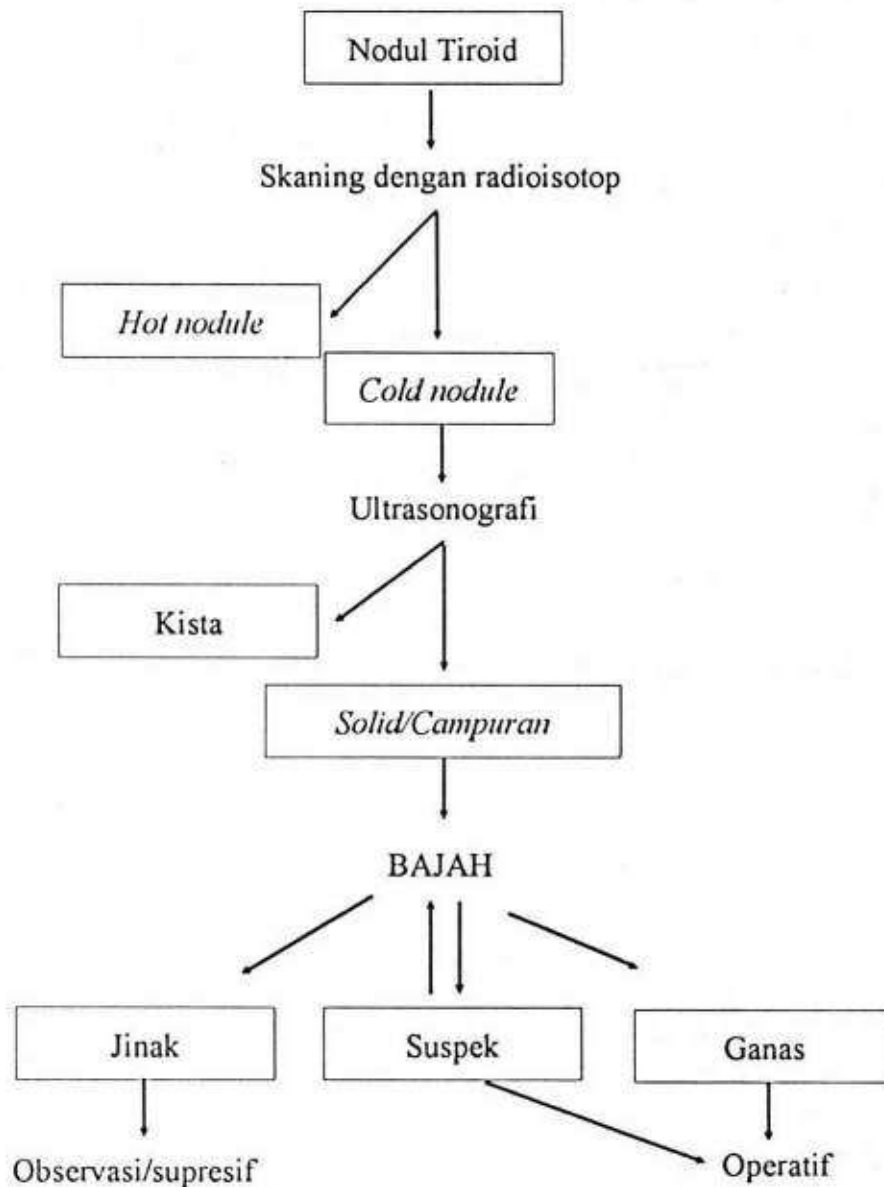 Nodul Tiroid
Skaning dengan radioisotop
Hot nodule
Cold nodule
Ultrasonografi
Kista
Solid/Campuran
BAJAH
Jinak
Suspek
Ganas
Observasi/supresif
Operatif